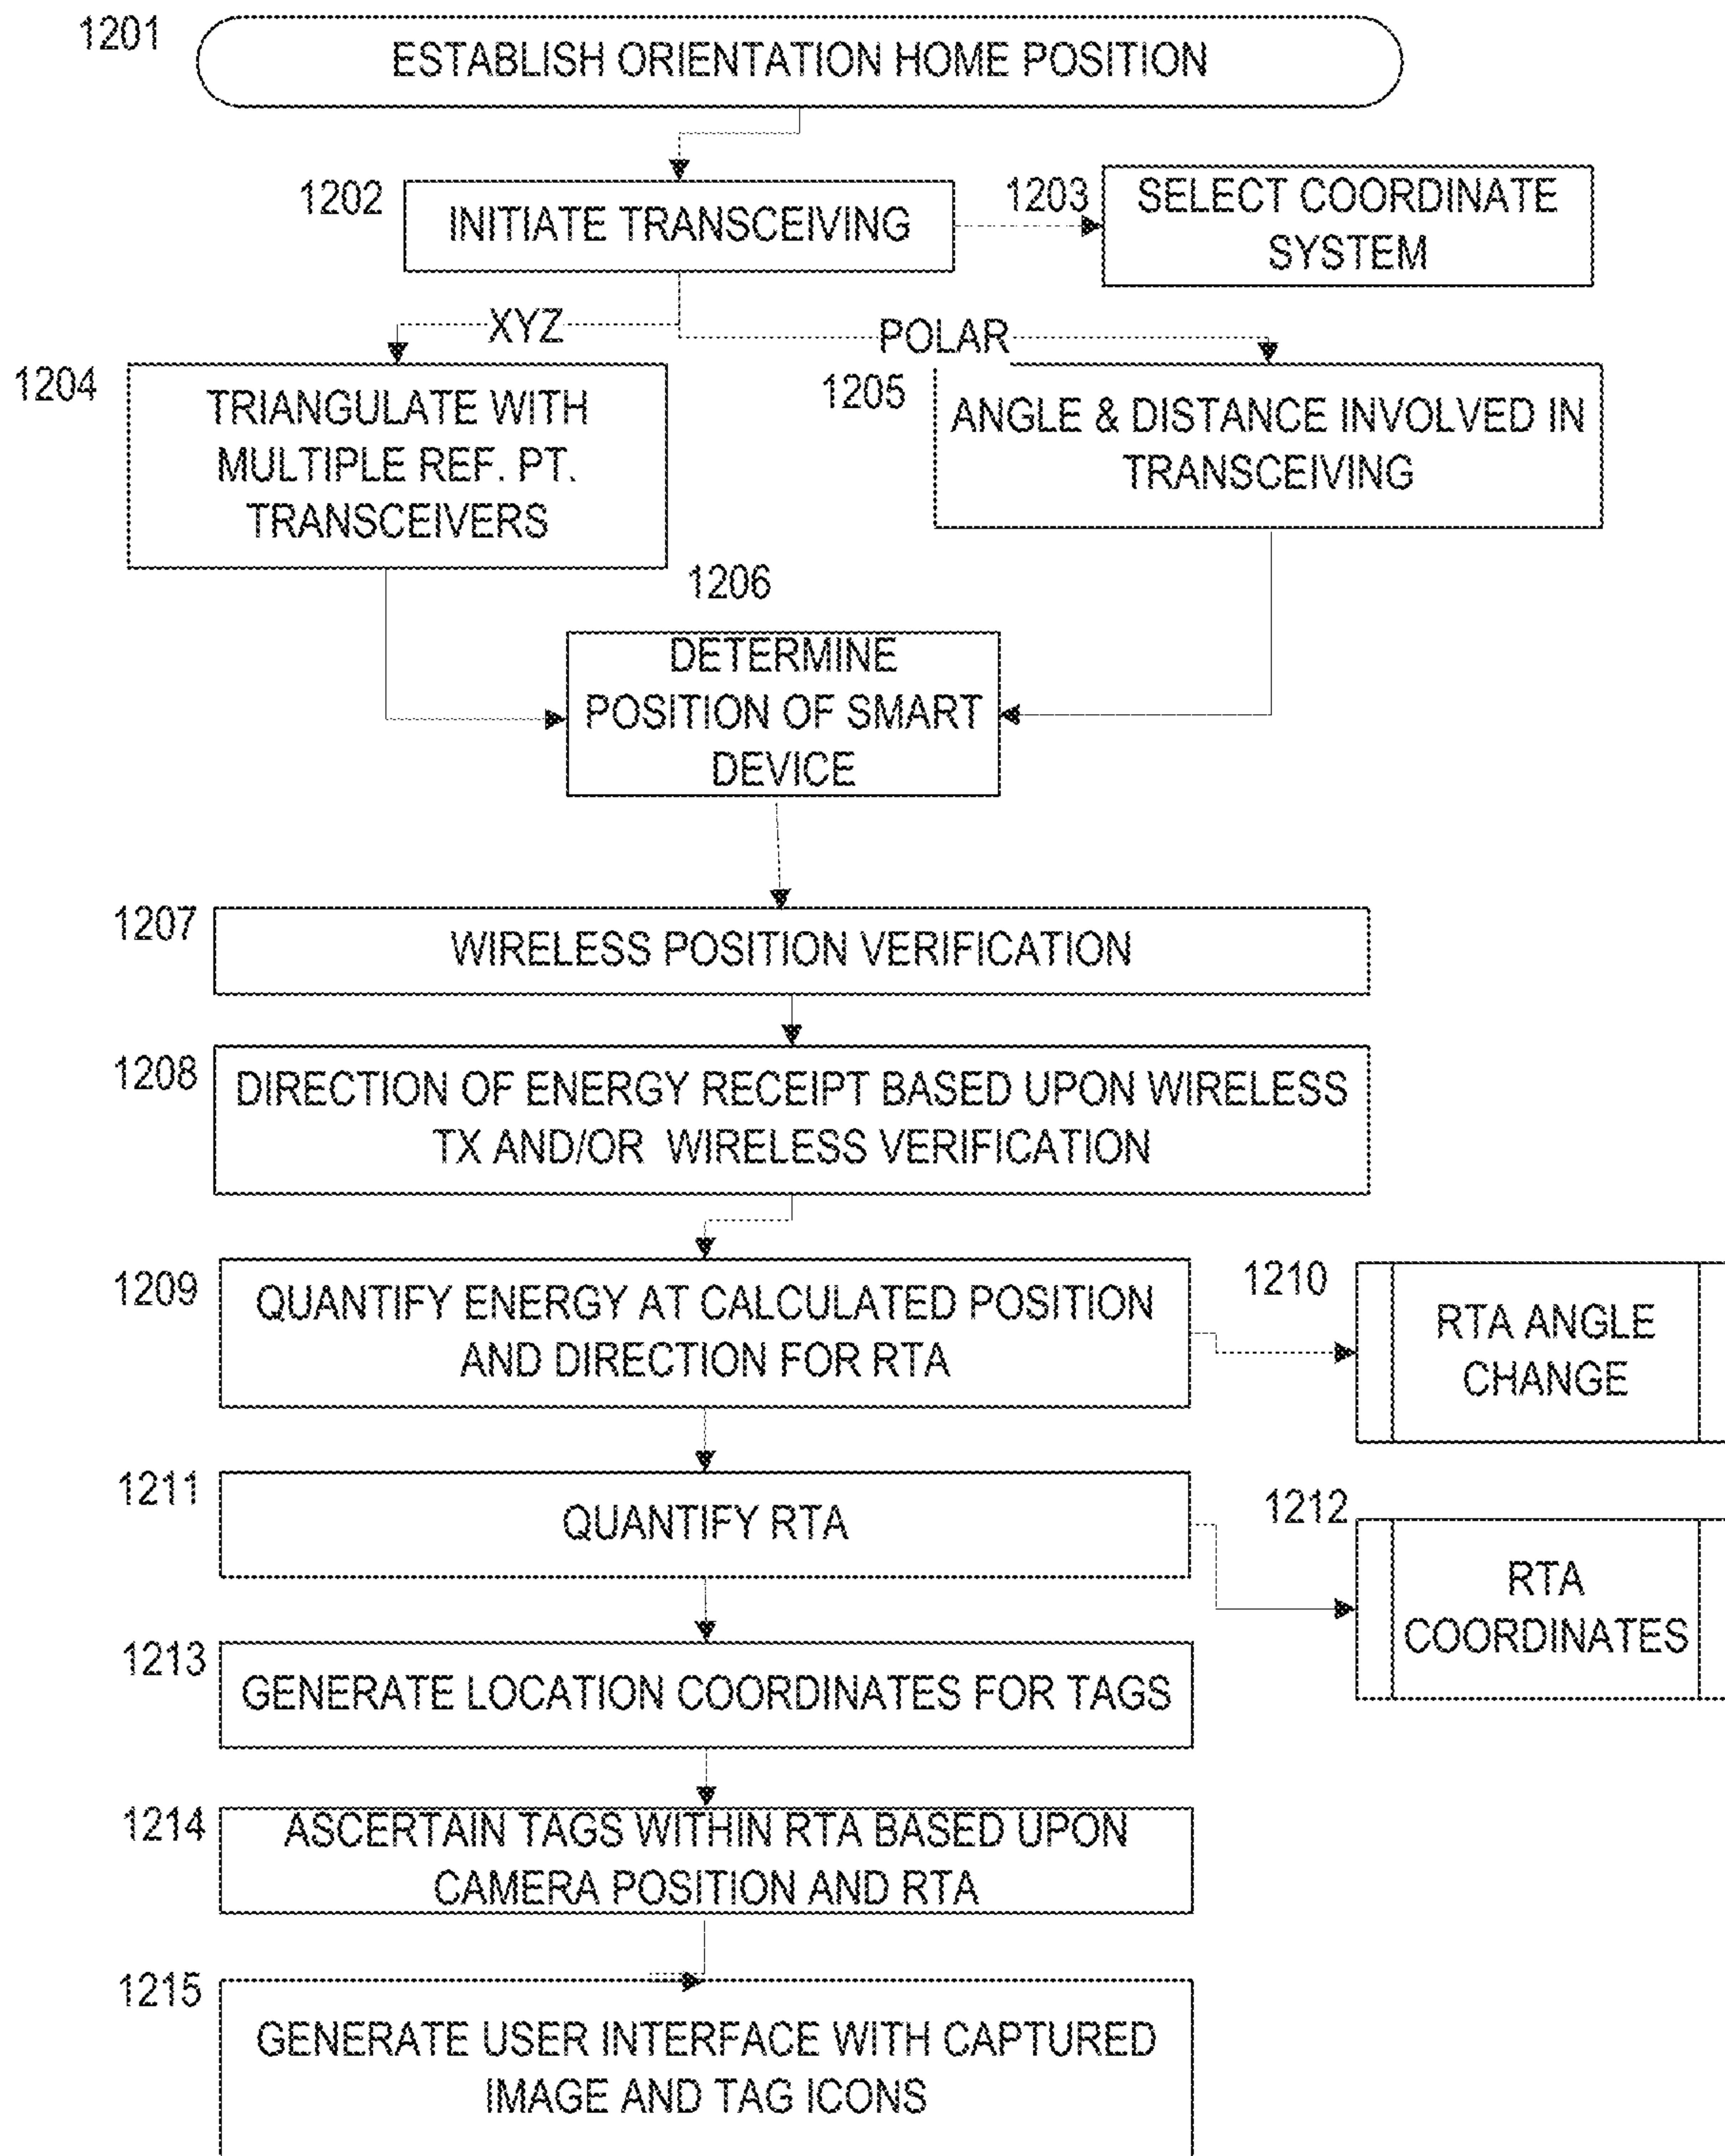 1201
ESTABLISH ORIENTATION HOME POSITION
1202
INITIATE TRANSCEIVING
1203
SELECT COORDINATE
SYSTEM
XYZ
POLAR
1204
TRIANGULATE WITH
MULTIPLE REF. PT.
TRANSCEIVERS
1205
ANGLE & DISTANCE INVOLVED IN
TRANSCEIVING
1206
DETERMINE
POSITION OF SMART
DEVICE
1207
WIRELESS POSITION VERIFICATION
1208
DIRECTION OF ENERGY RECEIPT BASED UPON WIRELESS
TX AND/OR WIRELESS VERIFICATION
1209
QUANTIFY ENERGY AT CALCULATED POSITION
AND DIRECTION FOR RTA
1210
RTA ANGLE
CHANGE
1211
QUANTIFY RTA
1212
RTA
COORDINATES
1213
GENERATE LOCATION COORDINATES FOR TAGS
1214
ASCERTAIN TAGS WITHIN RTA BASED UPON
CAMERA POSITION AND RTA
1215
GENERATE USER INTERFACE WITH CAPTURED
IMAGE AND TAG ICONS